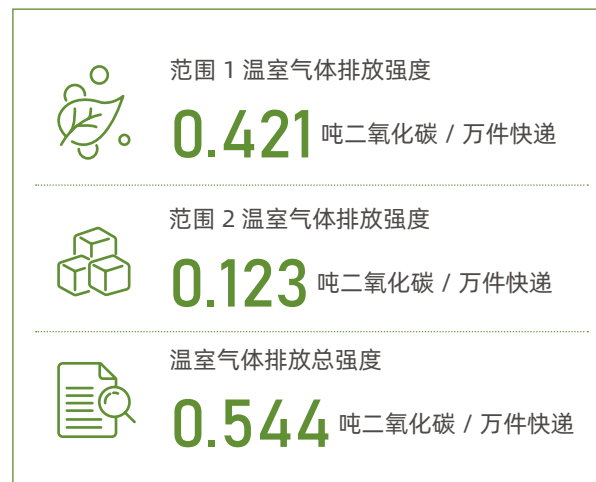 范围 1 温室气体排放强度
0.421 吨二氧化碳 / 万件快递
范围 2 温室气体排放强度
0.123 吨二氧化碳 / 万件快递
温室气体排放总强度
0.544 吨二氧化碳 / 万件快递